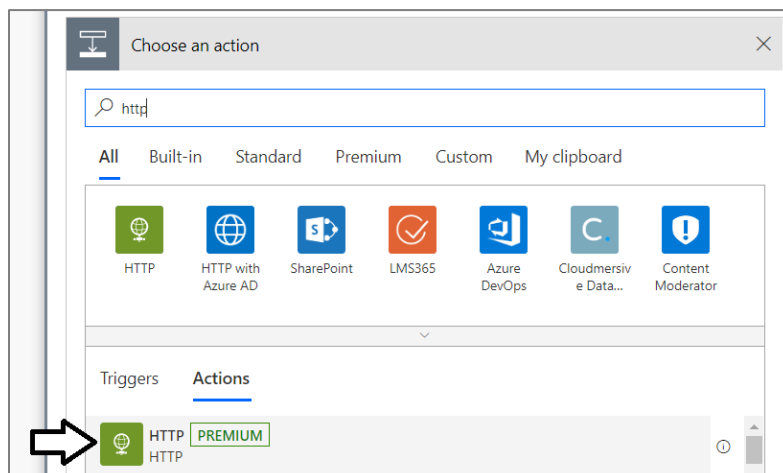 Choose an action
http
All Built-in Standard Premium Custom My clipboard
HTTP
HTTP with
Azure AD
SharePoint
LMS365
Azure
DevOps
Cloudmersiv
e Data...
Content
Moderator
Triggers Actions
HTTP PREMIUM
HTTP